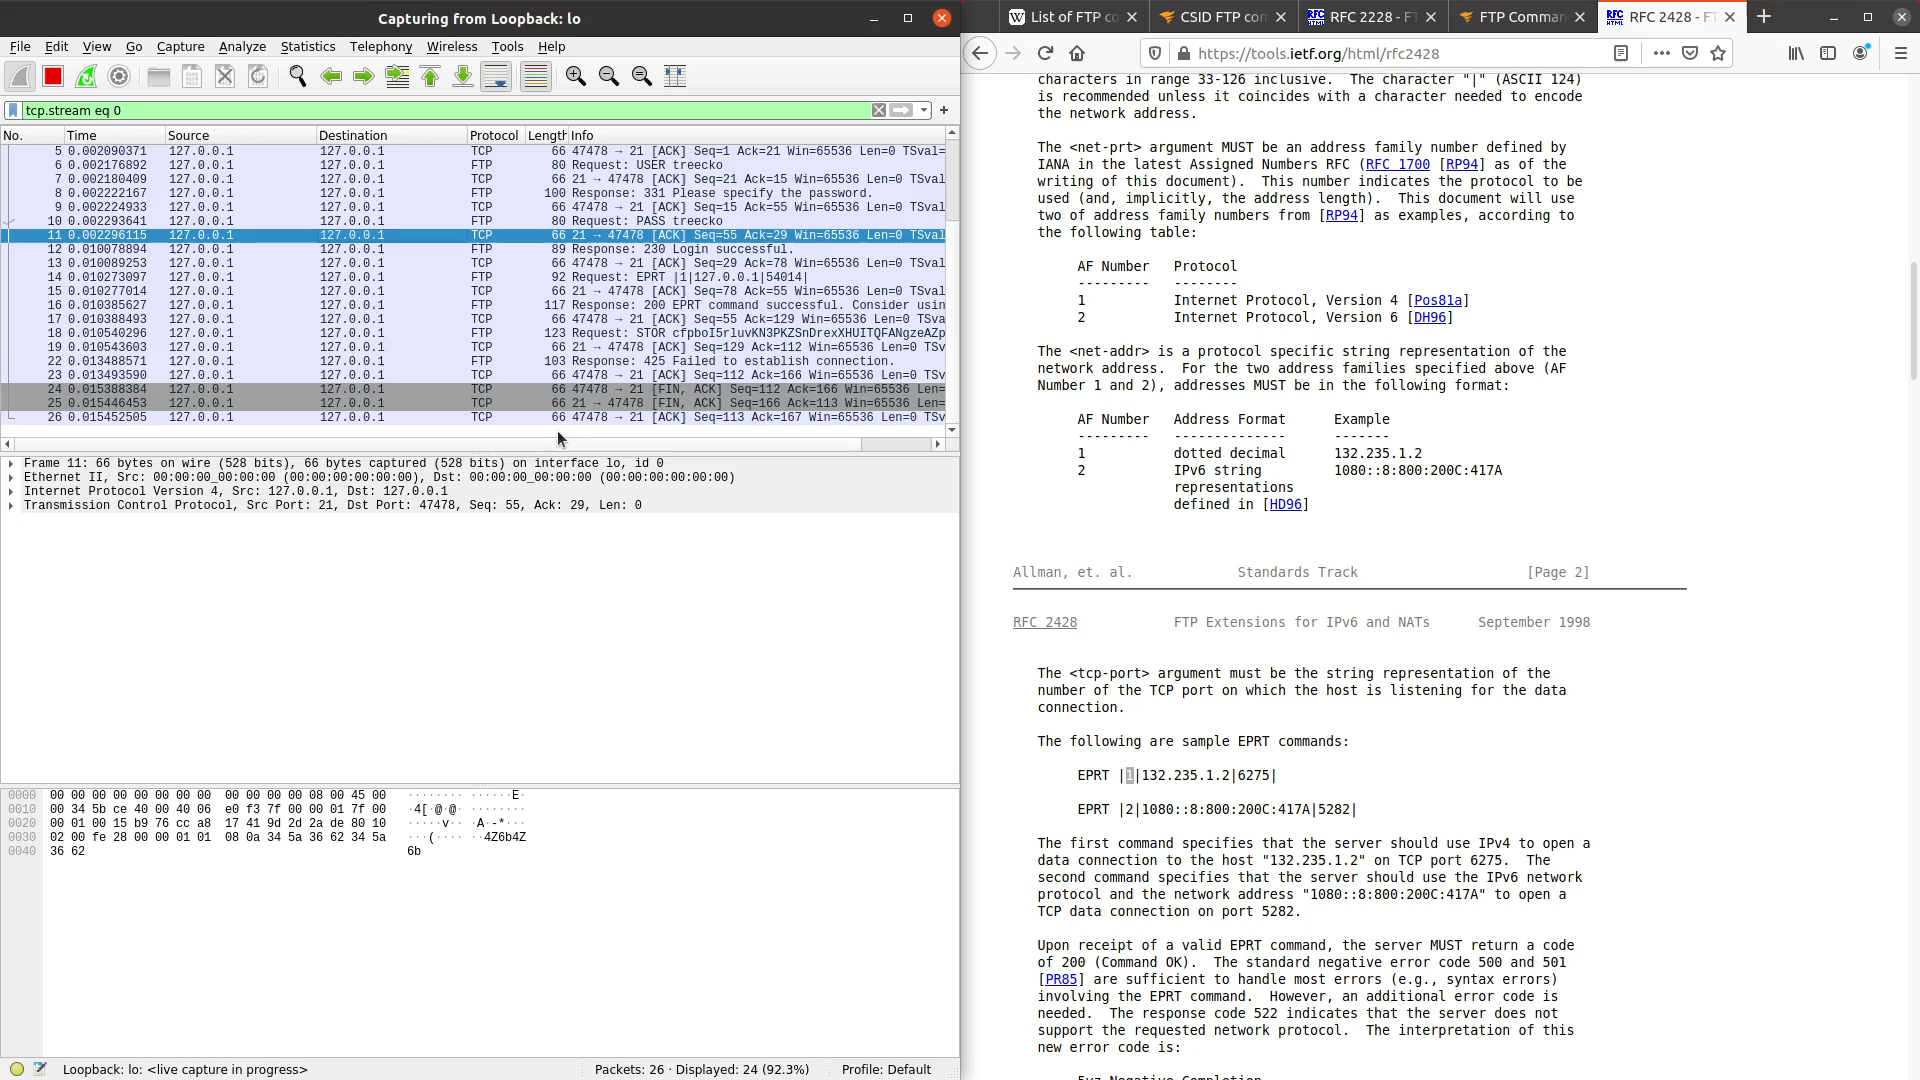 Capturing from Loopback: lo
File Edit View Go Capture Analyze Statistics Telephony Wireless Tools Help
tcp.stream eq 0
No. Time Source Destination Protocol Length Info
5 0.002090371 127.0.0.1 127.0.0.1 TCP 66 47478 → 21 [ACK] Seq=1 Ack=21 Win=65536 Len=0 TSval=
6 0.002176892 127.0.0.1 127.0.0.1 FTP 80 Request: USER treecko
7 0.002180409 127.0.0.1 127.0.0.1 TCP 66 21 → 47478 [ACK] Seq=21 Ack=15 Win=65536 Len=0 TSval
8 0.002222167 127.0.0.1 127.0.0.1 FTP 100 Response: 331 Please specify the password.
9 0.002224933 127.0.0.1 127.0.0.1 TCP 66 47478 → 21 [ACK] Seq=15 Ack=55 Win=65536 Len=0 TSval
10 0.002293641 127.0.0.1 127.0.0.1 FTP 80 Request: PASS treecko
11 0.002296115 127.0.0.1 127.0.0.1 TCP 66 21 → 47478 [ACK] Seq=55 Ack=29 Win=65536 Len=0 TSval
12 0.010078894 127.0.0.1 127.0.0.1 FTP 89 Response: 230 Login successful.
13 0.010089253 127.0.0.1 127.0.0.1 TCP 66 47478 → 21 [ACK] Seq=29 Ack=78 Win=65536 Len=0 TSval
14 0.010273097 127.0.0.1 127.0.0.1 FTP 92 Request: EPRT |1|127.0.0.1|54014|
15 0.010277014 127.0.0.1 127.0.0.1 TCP 66 21 → 47478 [ACK] Seq=78 Ack=55 Win=65536 Len=0 TSval
16 0.010385627 127.0.0.1 127.0.0.1 FTP 117 Response: 200 EPRT command successful. Consider usin
17 0.010388493 127.0.0.1 127.0.0.1 TCP 66 47478 → 21 [ACK] Seq=55 Ack=129 Win=65536 Len=0 TSva
18 0.010540296 127.0.0.1 127.0.0.1 FTP 123 Request: STOR cfpboI5rluvKN3PKZSnDrexXHUITQFANgzeAZp
19 0.010543603 127.0.0.1 127.0.0.1 TCP 66 21 → 47478 [ACK] Seq=129 Ack=112 Win=65536 Len=0 TSv
22 0.013488571 127.0.0.1 127.0.0.1 FTP 103 Response: 425 Failed to establish connection.
23 0.013493590 127.0.0.1 127.0.0.1 TCP 66 47478 → 21 [ACK] Seq=112 Ack=166 Win=65536 Len=0 TSv
24 0.015388384 127.0.0.1 127.0.0.1 TCP 66 47478 → 21 [FIN, ACK] Seq=112 Ack=166 Win=65536 Len=
25 0.015446453 127.0.0.1 127.0.0.1 TCP 66 21 → 47478 [FIN, ACK] Seq=166 Ack=113 Win=65536 Len=
26 0.015452505 127.0.0.1 127.0.0.1 TCP 66 47478 → 21 [ACK] Seq=113 Ack=167 Win=65536 Len=0 TSv
Frame 11: 66 bytes on wire (528 bits), 66 bytes captured (528 bits) on interface lo, id 0
Ethernet II, Src: 00:00:00_00:00:00 (00:00:00:00:00:00), Dst: 00:00:00_00:00:00 (00:00:00:00:00:00)
Internet Protocol Version 4, Src: 127.0.0.1, Dst: 127.0.0.1
Transmission Control Protocol, Src Port: 21, Dst Port: 47478, Seq: 55, Ack: 29, Len: 0
0000 00 00 00 00 00 00 00 00 00 00 00 00 08 00 45 00 ········ ······E·
0010 00 34 5b ce 40 00 40 06 e0 f3 7f 00 00 01 7f 00 ·4[·@·@· ········
0020 00 01 00 15 b9 76 cc a8 17 41 9d 2d 2a de 80 10 ·····v·· ·A·-*···
0030 02 00 fe 28 00 00 01 01 08 0a 34 5a 36 62 34 5a ···(···· ··4Z6b4Z
0040 36 62 6b
Loopback: lo: <live capture in progress> Packets: 26 · Displayed: 24 (92.3%) Profile: Default
List of FTP co
CSID FTP con
RFC 2228 - FT
FTP Comman
RFC 2428 - FT
https://tools.ietf.org/html/rfc2428
characters in range 33-126 inclusive. The character "|" (ASCII 124)
is recommended unless it coincides with a character needed to encode
the network address.
The <net-prt> argument MUST be an address family number defined by
IANA in the latest Assigned Numbers RFC (RFC 1700 [RP94] as of the
writing of this document). This number indicates the protocol to be
used (and, implicitly, the address length). This document will use
two of address family numbers from [RP94] as examples, according to
the following table:
AF Number Protocol
--------- --------
1 Internet Protocol, Version 4 [Pos81a]
2 Internet Protocol, Version 6 [DH96]
The <net-addr> is a protocol specific string representation of the
network address. For the two address families specified above (AF
Number 1 and 2), addresses MUST be in the following format:
AF Number Address Format Example
--------- -------------- -------
1 dotted decimal 132.235.1.2
2 IPv6 string 1080::8:800:200C:417A
representations
defined in [HD96]
Allman, et. al. Standards Track [Page 2]
RFC 2428 FTP Extensions for IPv6 and NATs September 1998
The <tcp-port> argument must be the string representation of the
number of the TCP port on which the host is listening for the data
connection.
The following are sample EPRT commands:
EPRT |1|132.235.1.2|6275|
EPRT |2|1080::8:800:200C:417A|5282|
The first command specifies that the server should use IPv4 to open a
data connection to the host "132.235.1.2" on TCP port 6275. The
second command specifies that the server should use the IPv6 network
protocol and the network address "1080::8:800:200C:417A" to open a
TCP data connection on port 5282.
Upon receipt of a valid EPRT command, the server MUST return a code
of 200 (Command OK). The standard negative error code 500 and 501
[PR85] are sufficient to handle most errors (e.g., syntax errors)
involving the EPRT command. However, an additional error code is
needed. The response code 522 indicates that the server does not
support the requested network protocol. The interpretation of this
new error code is:
5yz Negative Completion